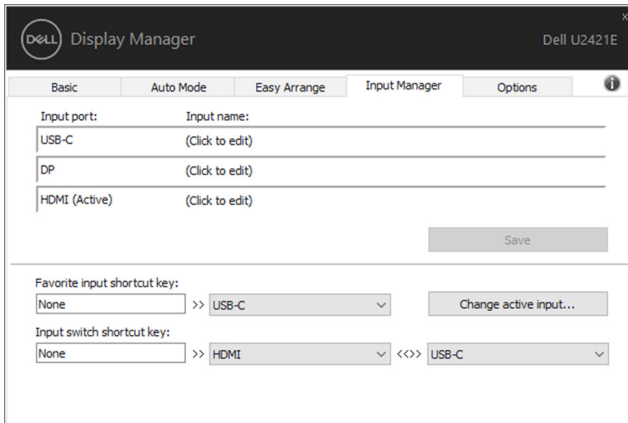 x
DELL Display Manager Dell U2421E
Basic Auto Mode Easy Arrange Input Manager Options i
Input port: Input name:
USB-C (Click to edit)
DP (Click to edit)
HDMI (Active) (Click to edit)
Save
Favorite input shortcut key:
None >> USB-C Change active input...
Input switch shortcut key:
None >> HDMI <<>> USB-C